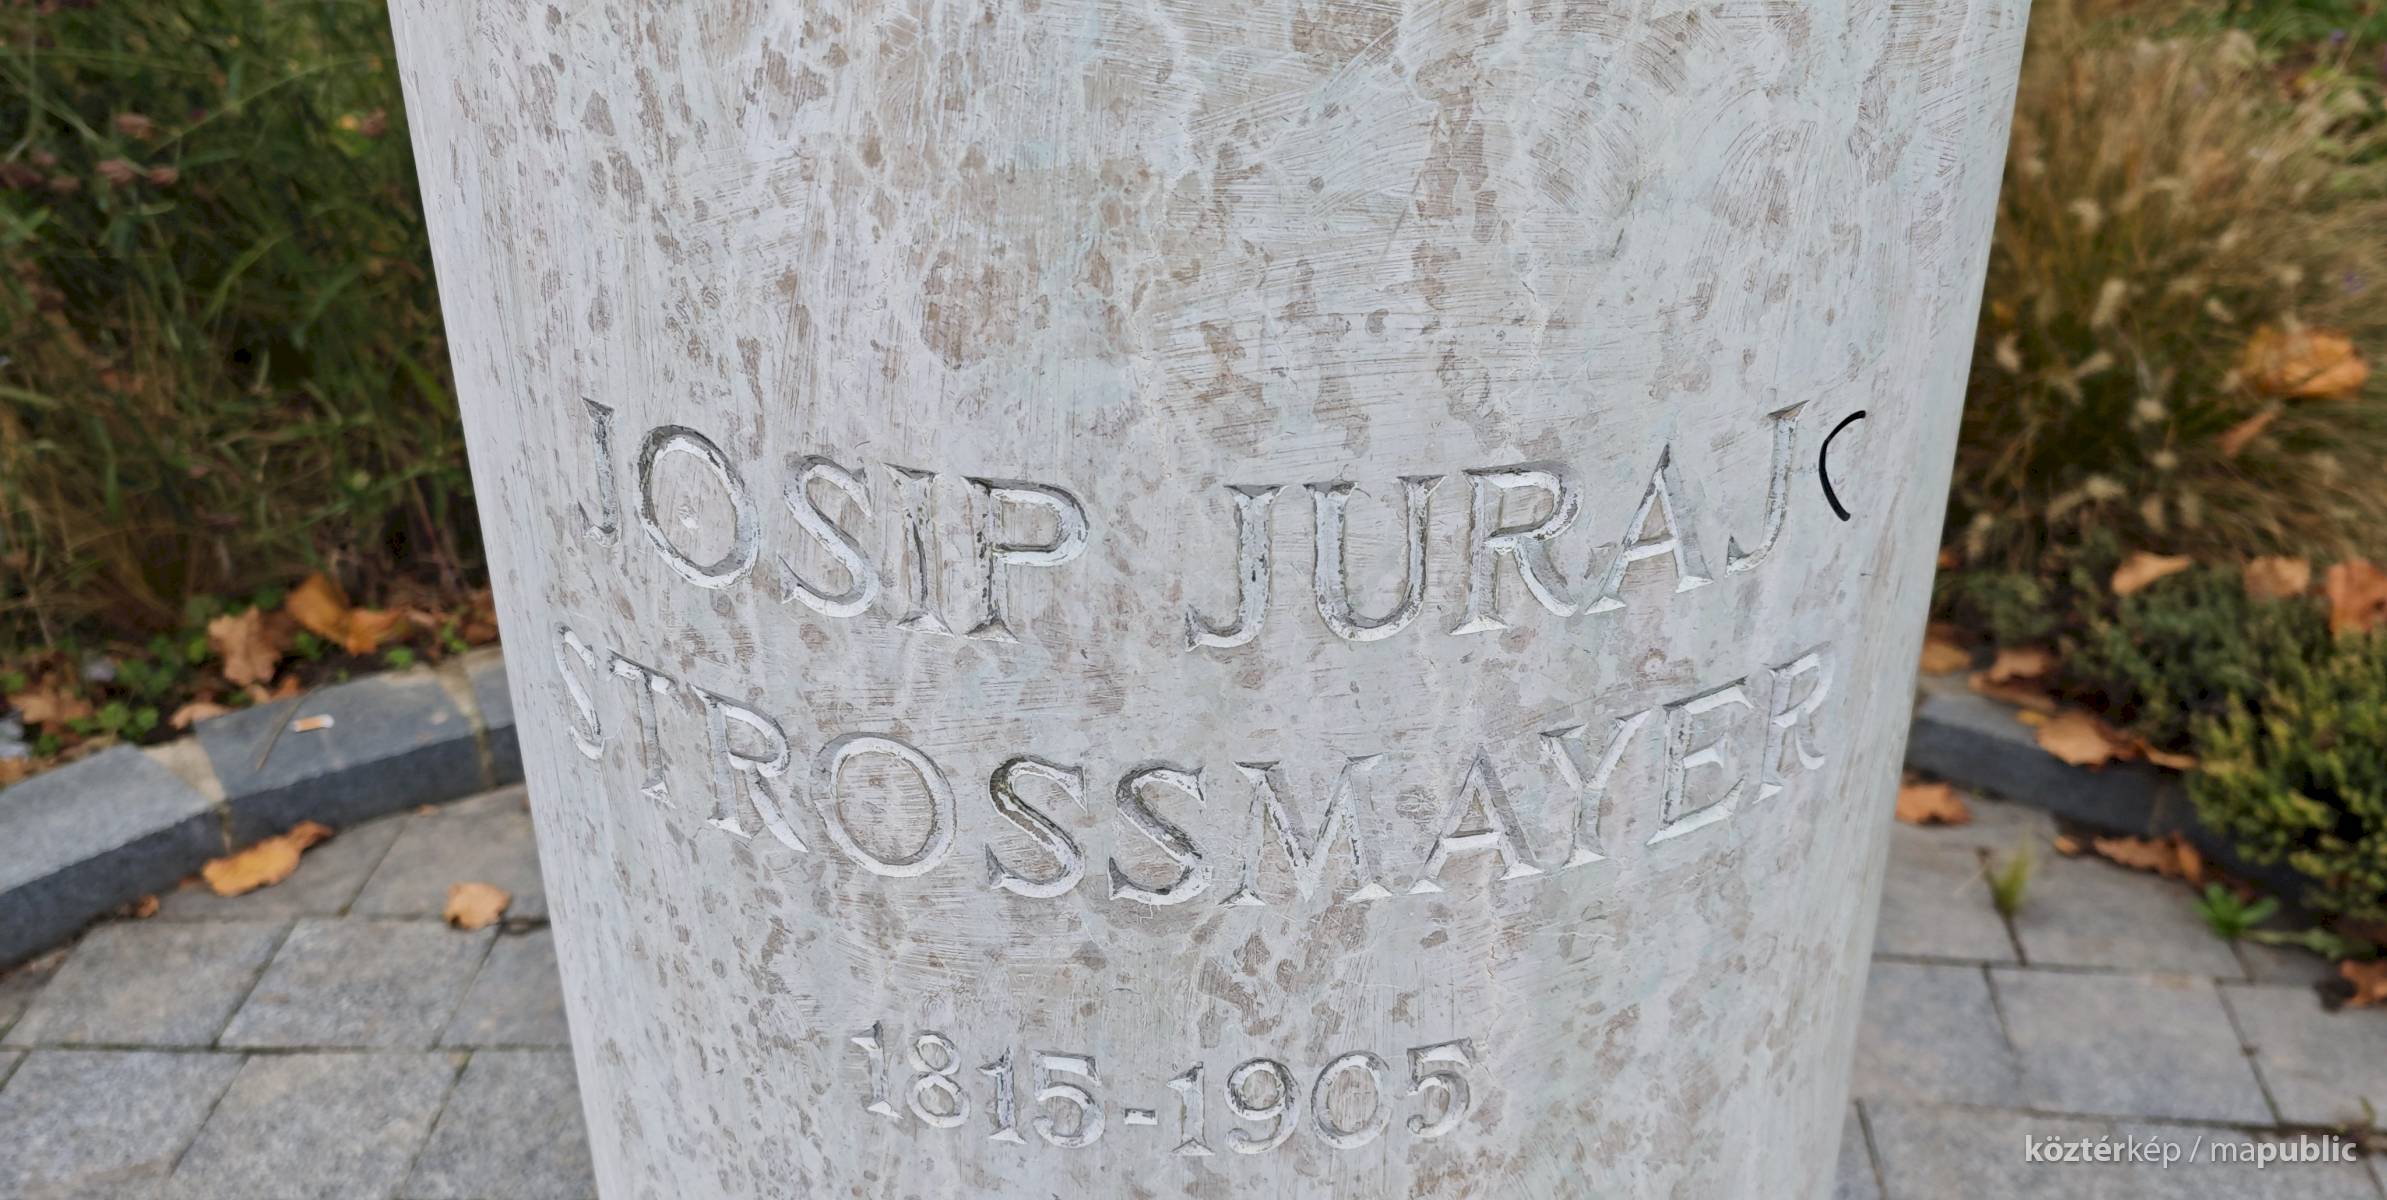 JOSIP JURAJ
STROSSMAYER
1815-1905
köztérkép / mapublic